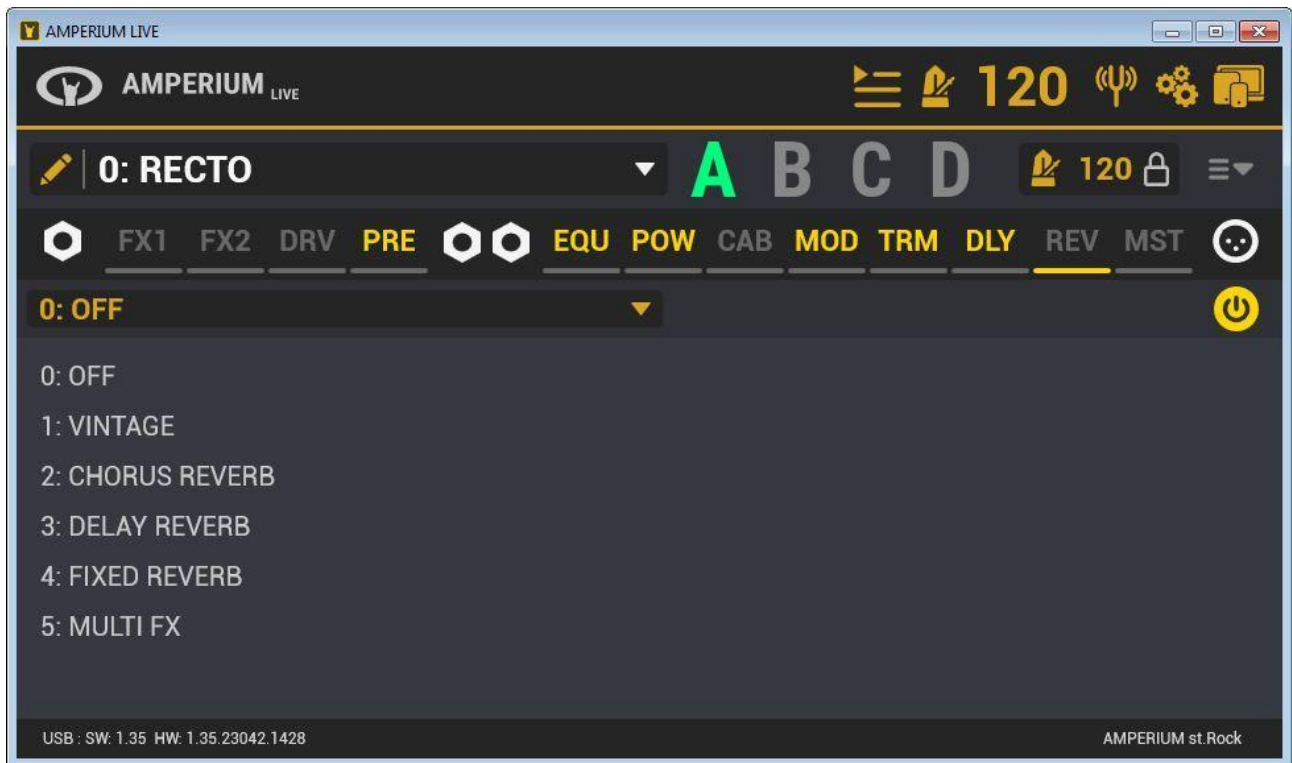 AMPERIUM LIVE
AMPERIUM LIVE 120
0: RECTO A B C D 120
FX1 FX2 DRV PRE EQU POW CAB MOD TRM DLY REV MST
0: OFF
0: OFF
1: VINTAGE
2: CHORUS REVERB
3: DELAY REVERB
4: FIXED REVERB
5: MULTI FX
USB : SW: 1.35 HW: 1.35.23042.1428 AMPERIUM st.Rock